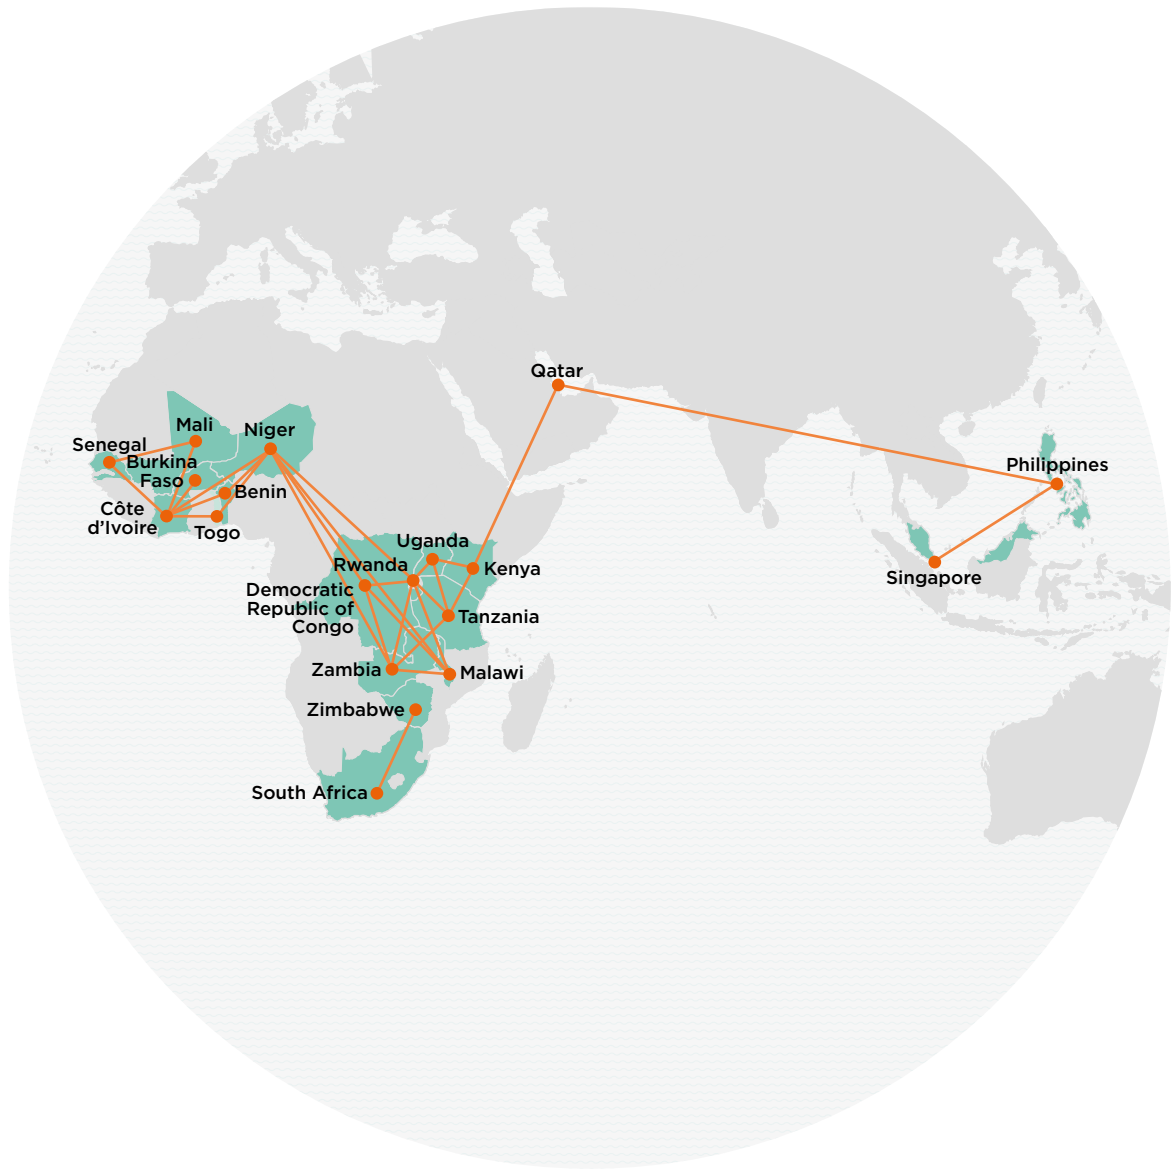 Qatar
Mali
Niger
Senegal
Burkina
Faso
Benin
Côte
d’Ivoire
Togo
Philippines
Uganda
Rwanda
Kenya
Singapore
Democratic
Republic of
Congo
Tanzania
Zambia
Malawi
Zimbabwe
South Africa